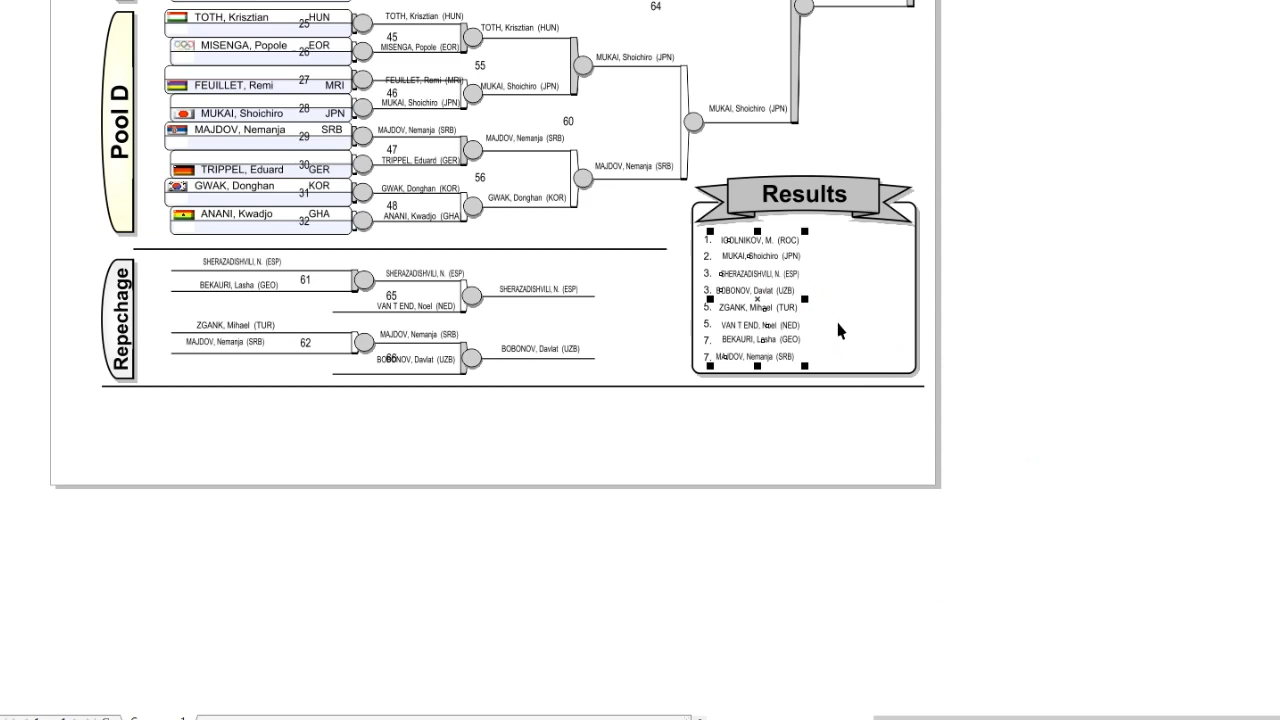 64
Pool D
TOTH, Krisztian HUN
25
MISENGA, Popole EOR
26
27
FEUILLET, Remi MRI
28
MUKAI, Shoichiro JPN
MAJDOV, Nemanja SRB
29
30
TRIPPEL, Eduard GER
GWAK, Donghan KOR
31
ANANI, Kwadjo GHA
32
TOTH, Krisztian (HUN)
45
MISENGA, Popole (EOR)
FEUILLET, Remi (MRI)
46
MUKAI, Shoichiro (JPN)
MAJDOV, Nemanja (SRB)
47
TRIPPEL, Eduard (GER)
GWAK, Donghan (KOR)
48
ANANI, Kwadjo (GHA)
TOTH, Krisztian (HUN)
55
MUKAI, Shoichiro (JPN)
MAJDOV, Nemanja (SRB)
56
GWAK, Donghan (KOR)
MUKAI, Shoichiro (JPN)
60
MAJDOV, Nemanja (SRB)
MUKAI, Shoichiro (JPN)
Repechage
SHERAZADISHVILI, N. (ESP)
61
BEKAURI, Lasha (GEO)
ZGANK, Mihael (TUR)
62
MAJDOV, Nemanja (SRB)
SHERAZADISHVILI, N. (ESP)
65
VAN T END, Noel (NED)
MAJDOV, Nemanja (SRB)
66
BOBONOV, Davlat (UZB)
SHERAZADISHVILI, N. (ESP)
BOBONOV, Davlat (UZB)
Results
1. IGOLNIKOV, M. (ROC)
2. MUKAI, Shoichiro (JPN)
3. SHERAZADISHVILI, N. (ESP)
3. BOBONOV, Davlat (UZB)
5. ZGANK, Mihael (TUR)
5. VAN T END, Noel (NED)
7. BEKAURI, Lasha (GEO)
7. MAJDOV, Nemanja (SRB)